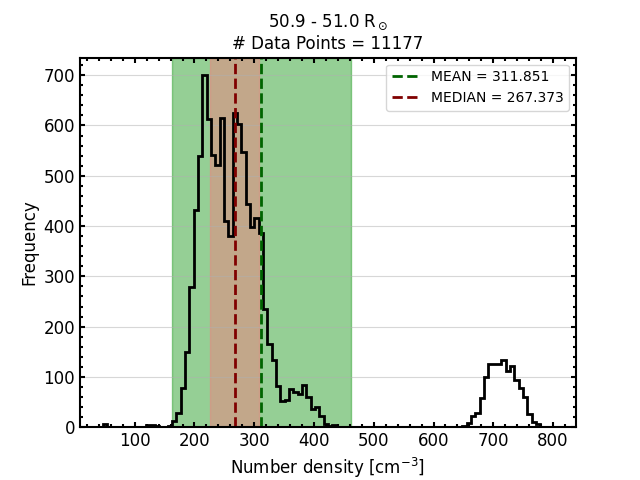 50.9 - 51.0 R⊙
# Data Points = 11177
MEAN = 311.851
MEDIAN = 267.373
Frequency
700
600
500
400
300
200
100
0
100 200 300 400 500 600 700 800
Number density [cm⁻³]